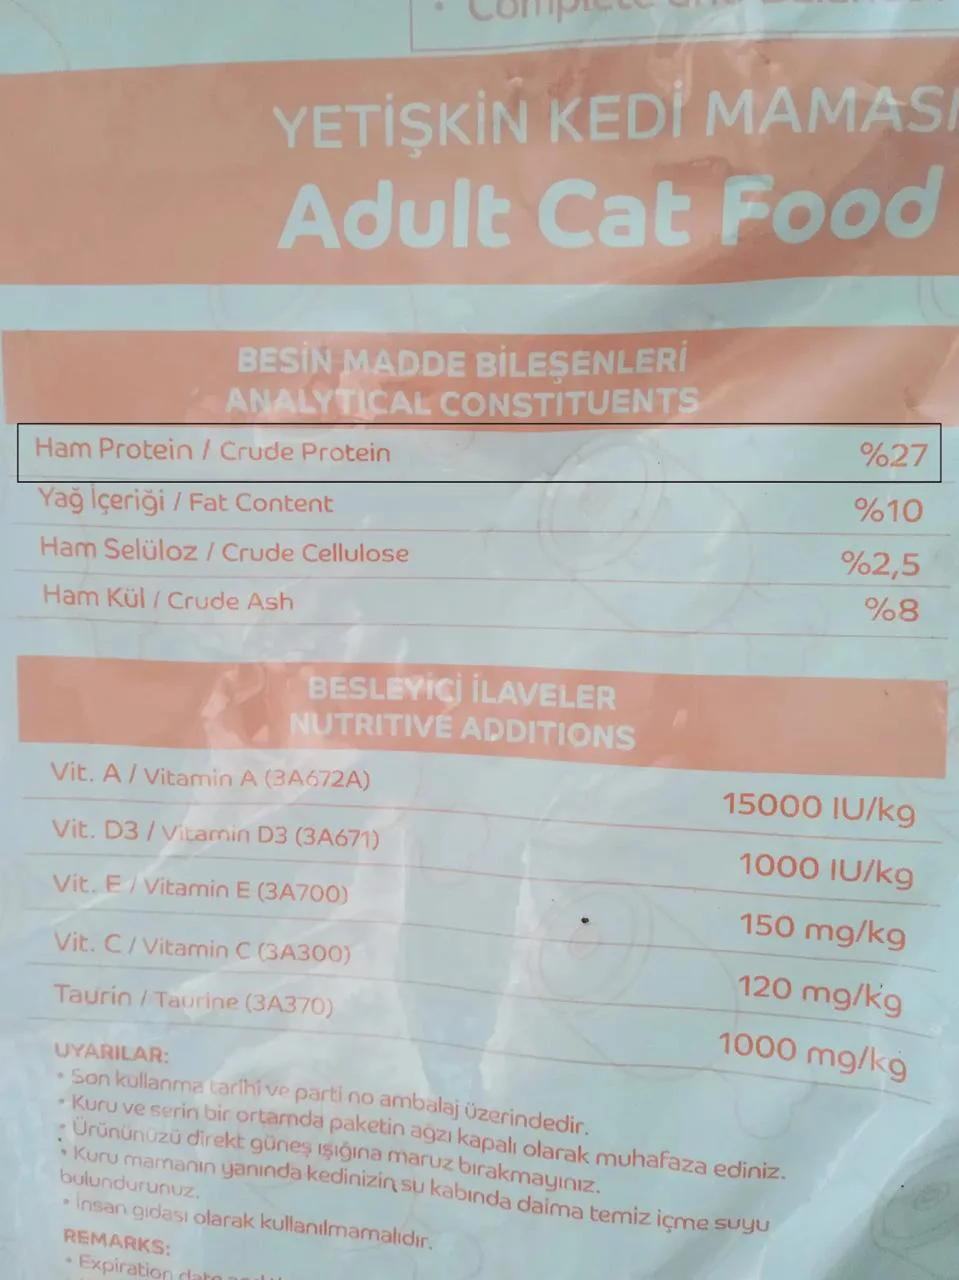 • Complete
YETİŞKİN KEDİ MAMASI
Adult Cat Food
BESİN MADDE BİLEŞENLERİ
ANALYTICAL CONSTITUENTS
Ham Protein / Crude Protein %27
Yağ İçeriği / Fat Content %10
Ham Selüloz / Crude Cellulose %2,5
Ham Kül / Crude Ash %8
BESLEYİCİ İLAVELER
NUTRITIVE ADDITIONS
Vit. A / Vitamin A (3A672A) 15000 IU/kg
Vit. D3 / Vitamin D3 (3A671) 1000 IU/kg
Vit. E / Vitamin E (3A700) 150 mg/kg
Vit. C / Vitamin C (3A300) 120 mg/kg
Taurin / Taurine (3A370) 1000 mg/kg
UYARILAR:
• Son kullanma tarihi ve parti no ambalaj üzerindedir.
• Kuru ve serin bir ortamda paketin ağzı kapalı olarak muhafaza ediniz.
• Ürününüzü direkt güneş ışığına maruz bırakmayınız.
• Kuru mamanın yanında kedinizin su kabında daima temiz içme suyu
bulundurunuz.
• İnsan gıdası olarak kullanılmamalıdır.
REMARKS:
• Expiration date